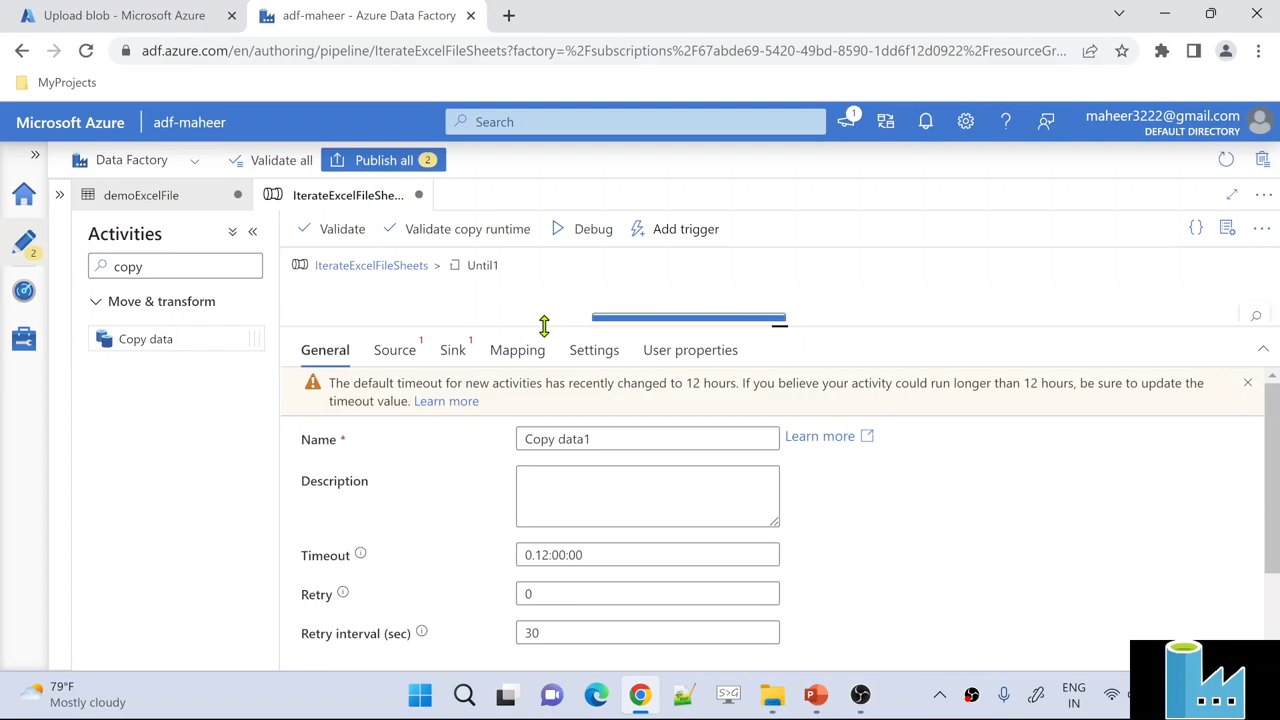 Upload blob - Microsoft Azure
adf-maheer - Azure Data Factory
adf.azure.com/en/authoring/pipeline/IterateExcelFileSheets?factory=%2Fsubscriptions%2F67abde69-5420-49bd-8590-1dd6f12d0922%2FresourceGr...
MyProjects
Microsoft Azure
adf-maheer
Search
1
maheer3222@gmail.com
DEFAULT DIRECTORY
Data Factory
Validate all
Publish all 2
demoExcelFile
IterateExcelFileShe...
Activities
Validate
Validate copy runtime
Debug
Add trigger
2
copy
IterateExcelFileSheets > Until1
Move & transform
Copy data
General
Source 1
Sink 1
Mapping
Settings
User properties
The default timeout for new activities has recently changed to 12 hours. If you believe your activity could run longer than 12 hours, be sure to update the
timeout value. Learn more
Name *
Copy data1
Learn more
Description
Timeout
0.12:00:00
Retry
0
Retry interval (sec)
30
79°F
Mostly cloudy
S>G
ENG
IN